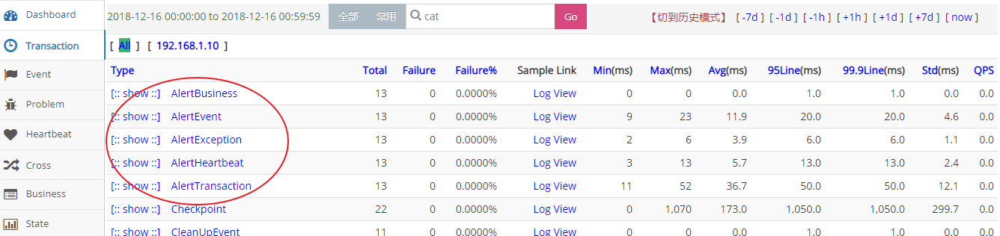 Dashboard
Transaction
Event
Problem
Heartbeat
Cross
Business
State
2018-12-16 00:00:00 to 2018-12-16 00:59:59 全部 常用 cat Go 【切到历史模式】 [ -7d ] [ -1d ] [ -1h ] [ +1h ] [ +1d ] [ +7d ] [ now ]
[ All ] [ 192.168.1.10 ]
Type Total Failure Failure% Sample Link Min(ms) Max(ms) Avg(ms) 95Line(ms) 99.9Line(ms) Std(ms) QPS
[:: show ::] AlertBusiness 13 0 0.0000% Log View 0 0 0.0 1.0 1.0 0.0 0.0
[:: show ::] AlertEvent 13 0 0.0000% Log View 9 23 11.9 20.0 20.0 4.6 0.0
[:: show ::] AlertException 13 0 0.0000% Log View 2 6 3.9 6.0 6.0 1.1 0.0
[:: show ::] AlertHeartbeat 13 0 0.0000% Log View 3 13 5.7 13.0 13.0 2.4 0.0
[:: show ::] AlertTransaction 13 0 0.0000% Log View 11 52 36.7 50.0 50.0 12.1 0.0
[:: show ::] Checkpoint 22 0 0.0000% Log View 0 1,070 173.0 1,050.0 1,050.0 299.7 0.0
[:: show ::] CleanUpEvent 11 0 0.0000% Log View 0 0 0.0 1.0 1.0 0.0 0.0